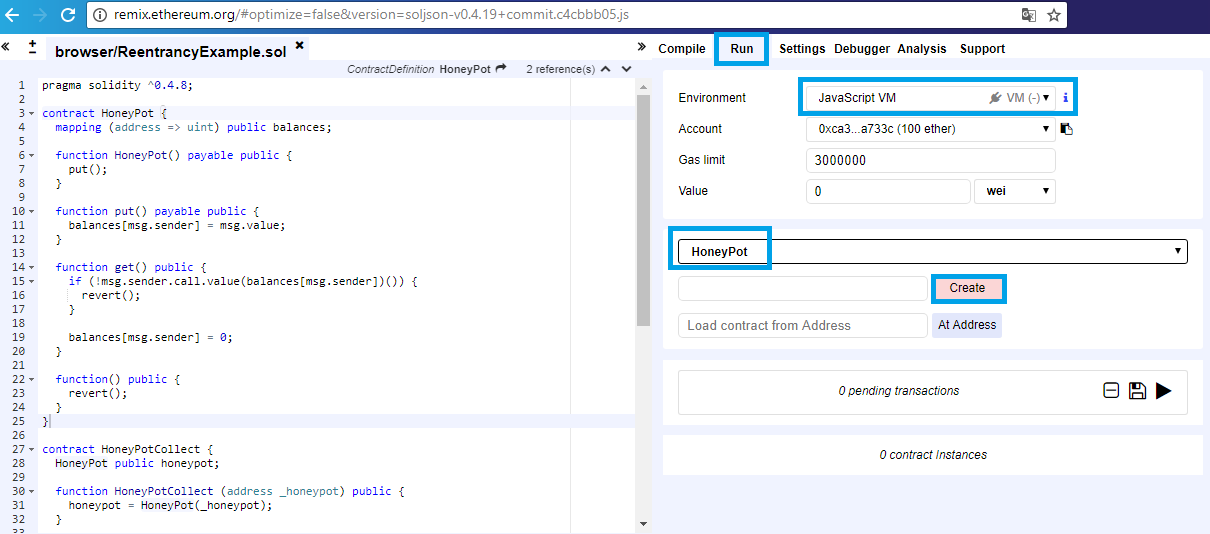 remix.ethereum.org/#optimize=false&version=soljson-v0.4.19+commit.c4cbbb05.js
browser/ReentrancyExample.sol
ContractDefinition HoneyPot 2 reference(s)
1 pragma solidity ^0.4.8;
2
3 contract HoneyPot {
4 mapping (address => uint) public balances;
5
6 function HoneyPot() payable public {
7 put();
8 }
9
10 function put() payable public {
11 balances[msg.sender] = msg.value;
12 }
13
14 function get() public {
15 if (!msg.sender.call.value(balances[msg.sender])()) {
16 revert();
17 }
18
19 balances[msg.sender] = 0;
20 }
21
22 function() public {
23 revert();
24 }
25 }
26
27 contract HoneyPotCollect {
28 HoneyPot public honeypot;
29
30 function HoneyPotCollect (address _honeypot) public {
31 honeypot = HoneyPot(_honeypot);
32 }
33
Compile Run Settings Debugger Analysis Support
Environment JavaScript VM VM (-) i
Account 0xca3...a733c (100 ether)
Gas limit 3000000
Value 0 wei
HoneyPot
Create
Load contract from Address At Address
0 pending transactions
0 contract Instances